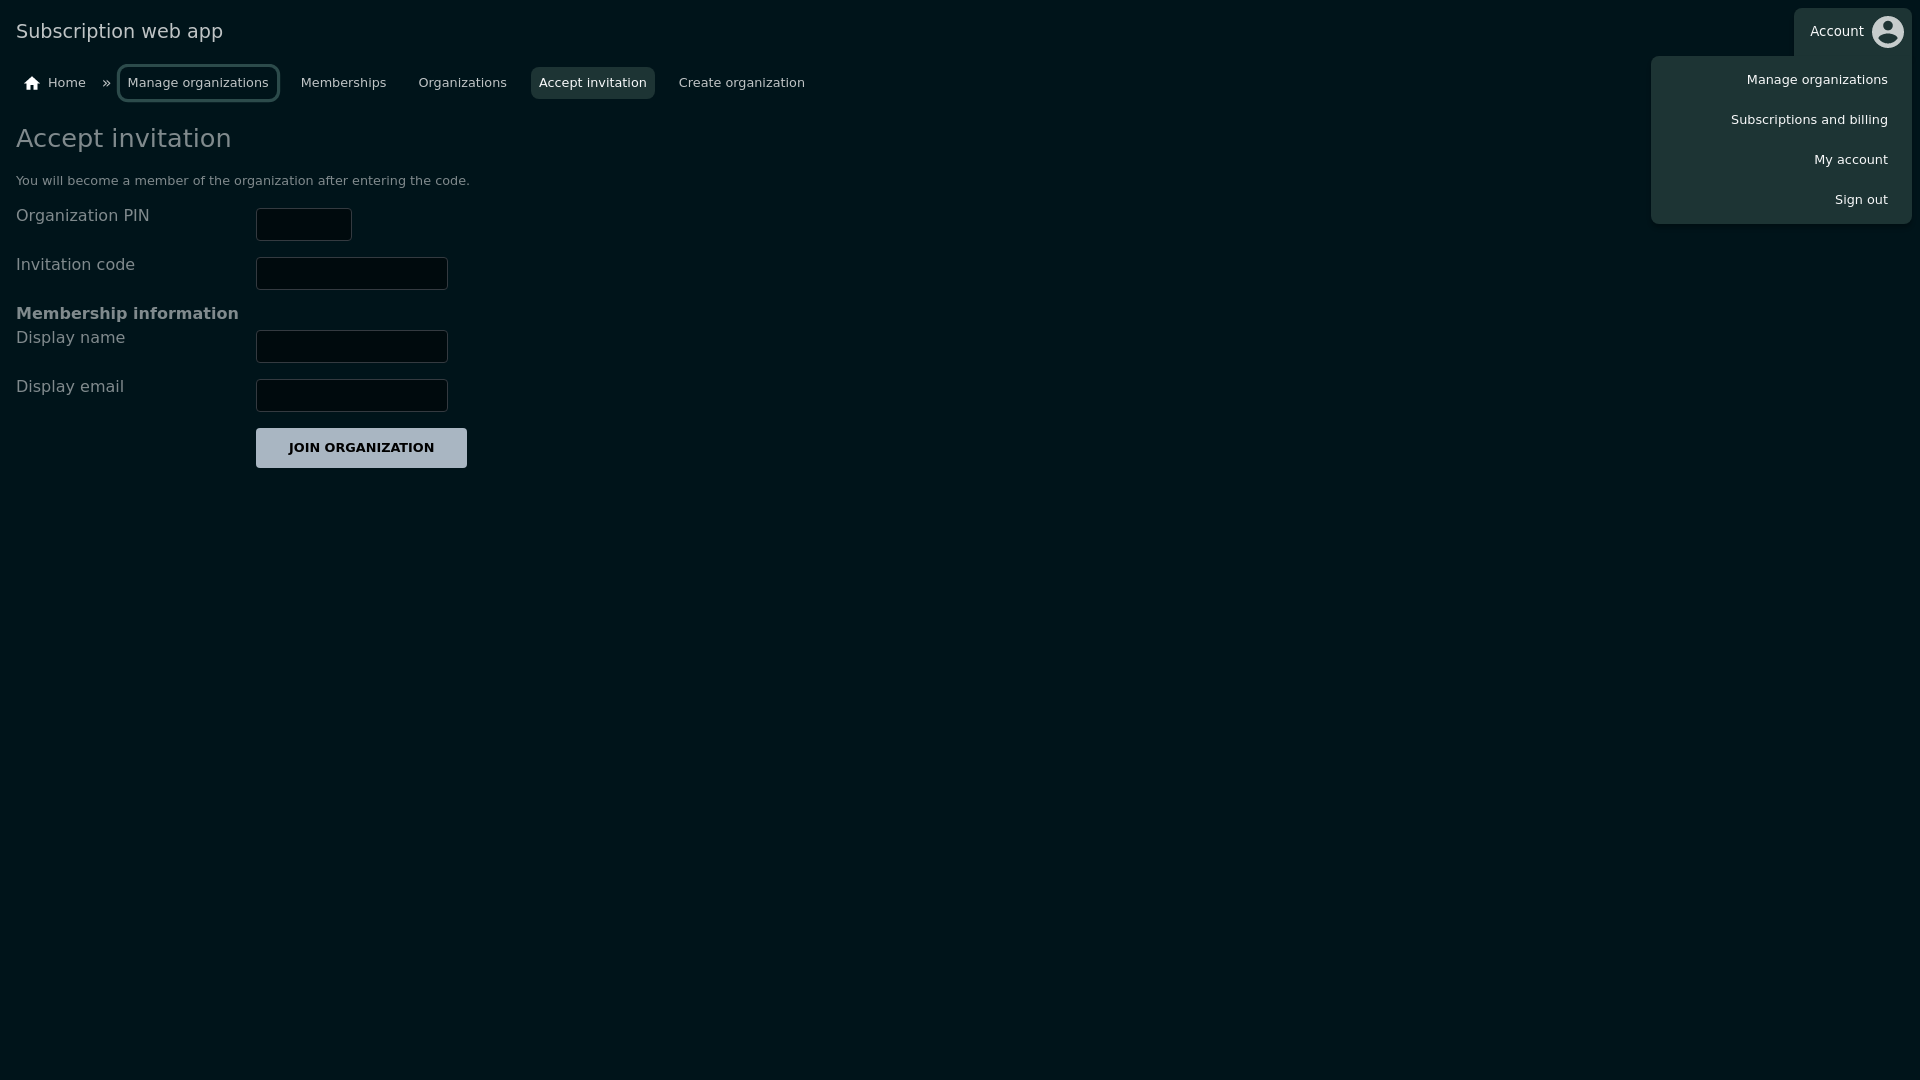 Subscription web app
Account
Home » Manage organizations Memberships Organizations Accept invitation Create organization
Manage organizations
Subscriptions and billing
My account
Sign out
Accept invitation
You will become a member of the organization after entering the code.
Organization PIN
Invitation code
Membership information
Display name
Display email
JOIN ORGANIZATION